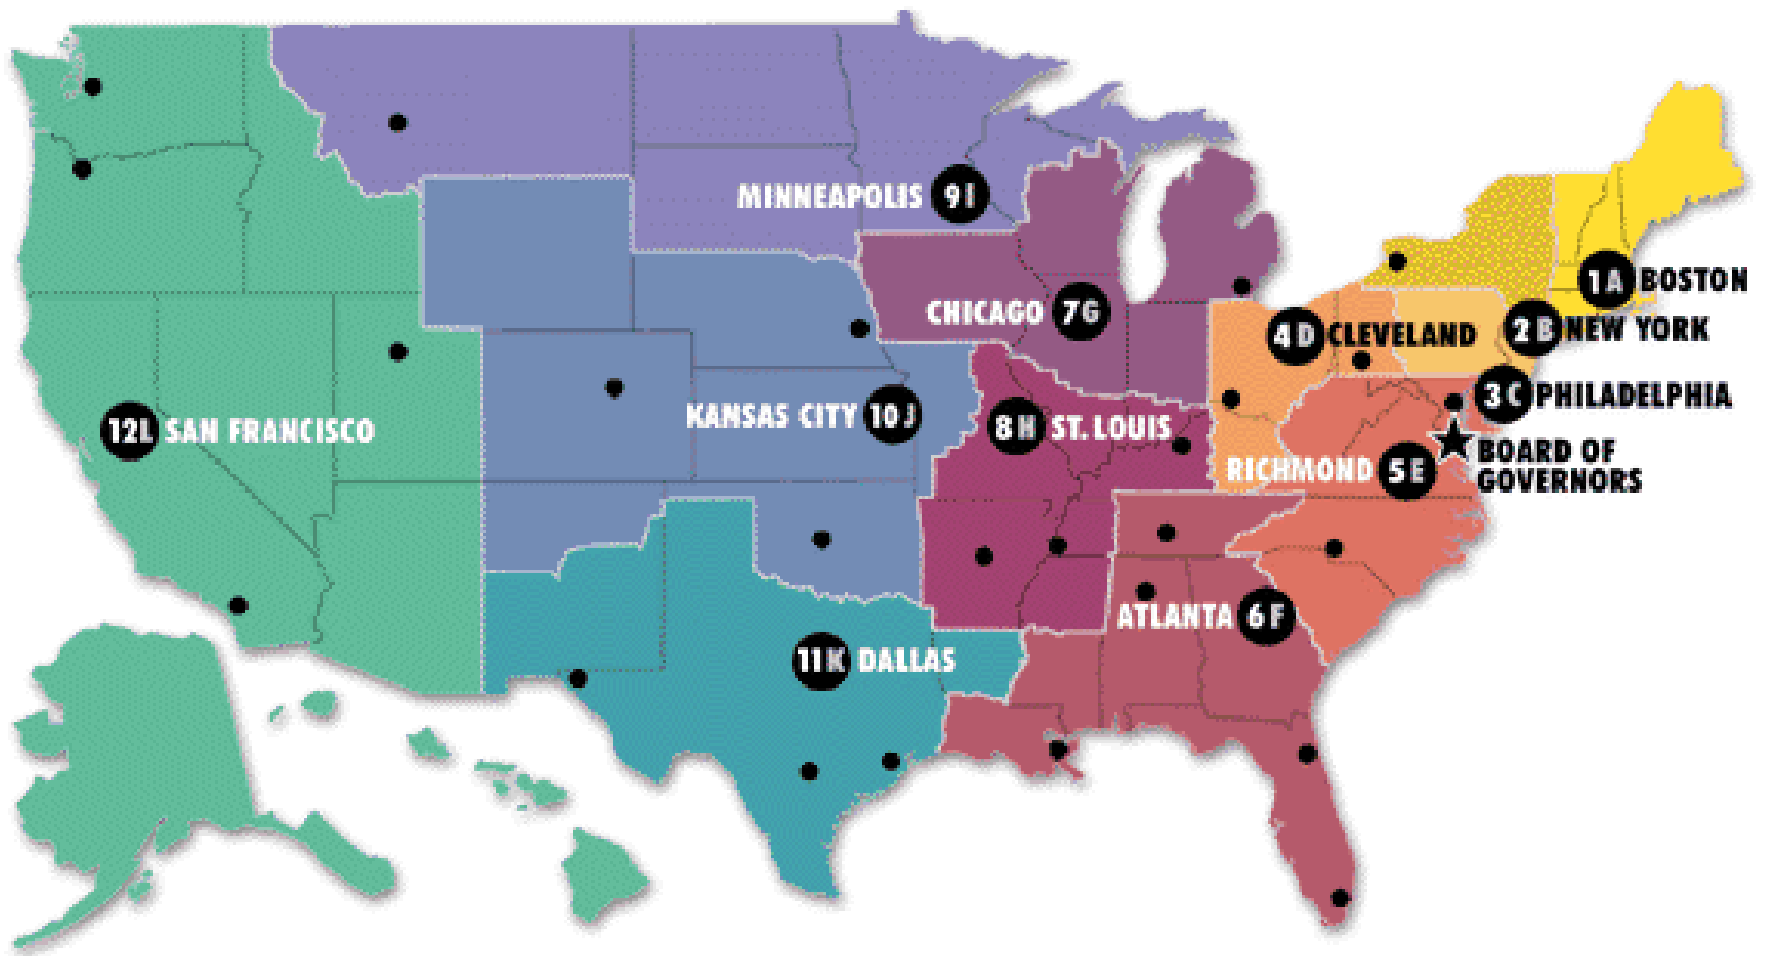 MINNEAPOLIS 9I
1A BOSTON
CHICAGO 7G
4D CLEVELAND
2B NEW YORK
3C PHILADELPHIA
KANSAS CITY 10J
8H ST. LOUIS
12L SAN FRANCISCO
BOARD OF
GOVERNORS
RICHMOND 5E
ATLANTA 6F
11K DALLAS